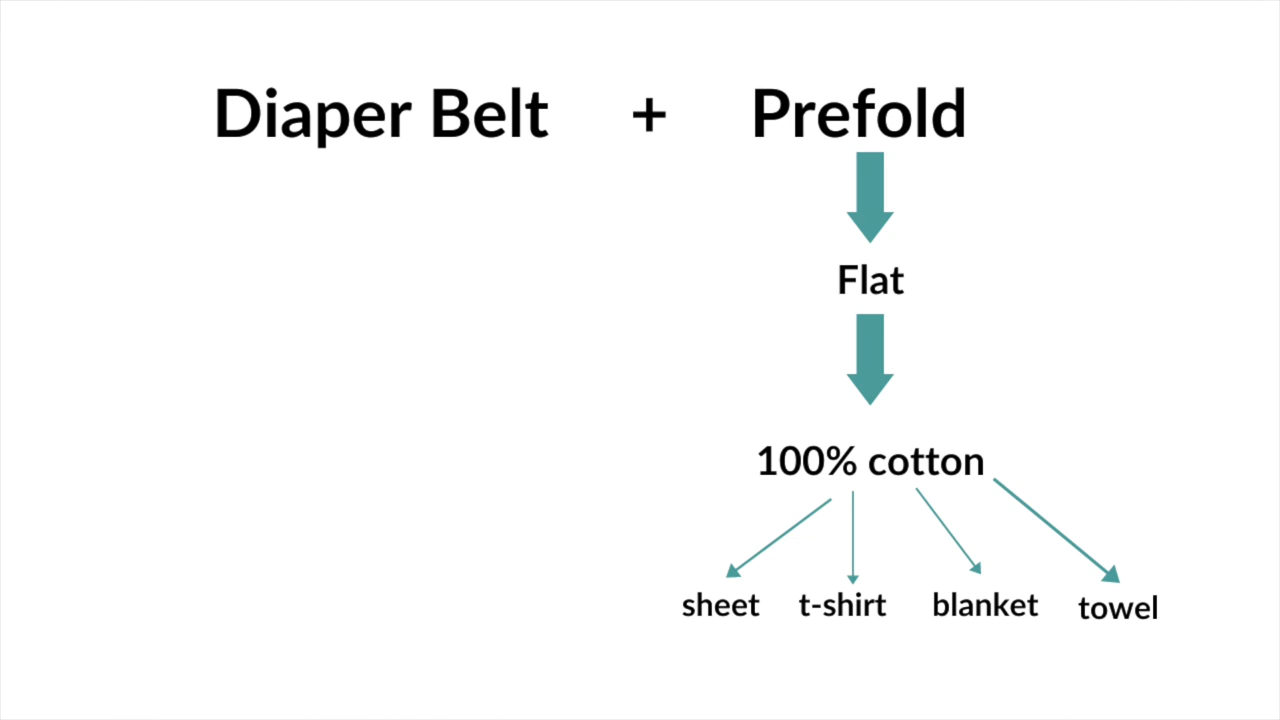 Diaper Belt + Prefold
Flat
100% cotton
sheet t-shirt blanket towel